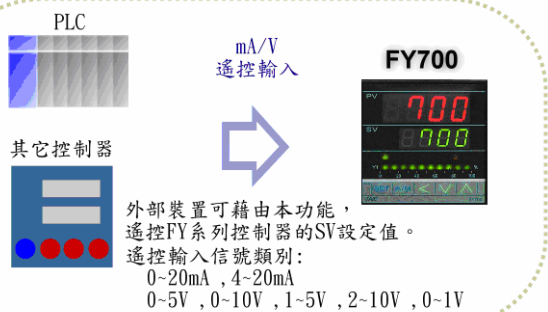 PLC
mA/V
遙控輸入
FY700
PV
700
SV
700
其它控制器
外部裝置可藉由本功能，
遙控FY系列控制器的SV設定值。
遙控輸入信號類別:
0~20mA ,4~20mA
0~5V ,0~10V ,1~5V ,2~10V ,0~1V